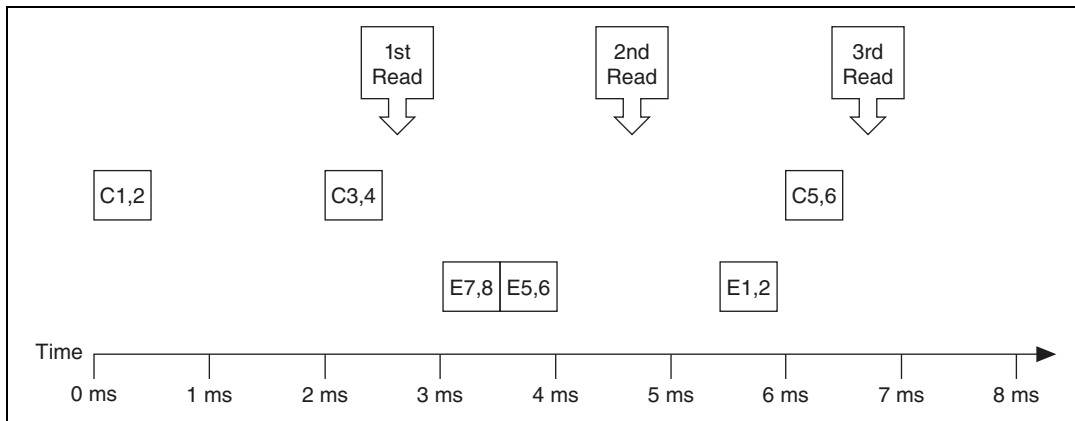 1st
Read
2nd
Read
3rd
Read
C1,2
C3,4
C5,6
E7,8
E5,6
E1,2
Time
0 ms
1 ms
2 ms
3 ms
4 ms
5 ms
6 ms
7 ms
8 ms